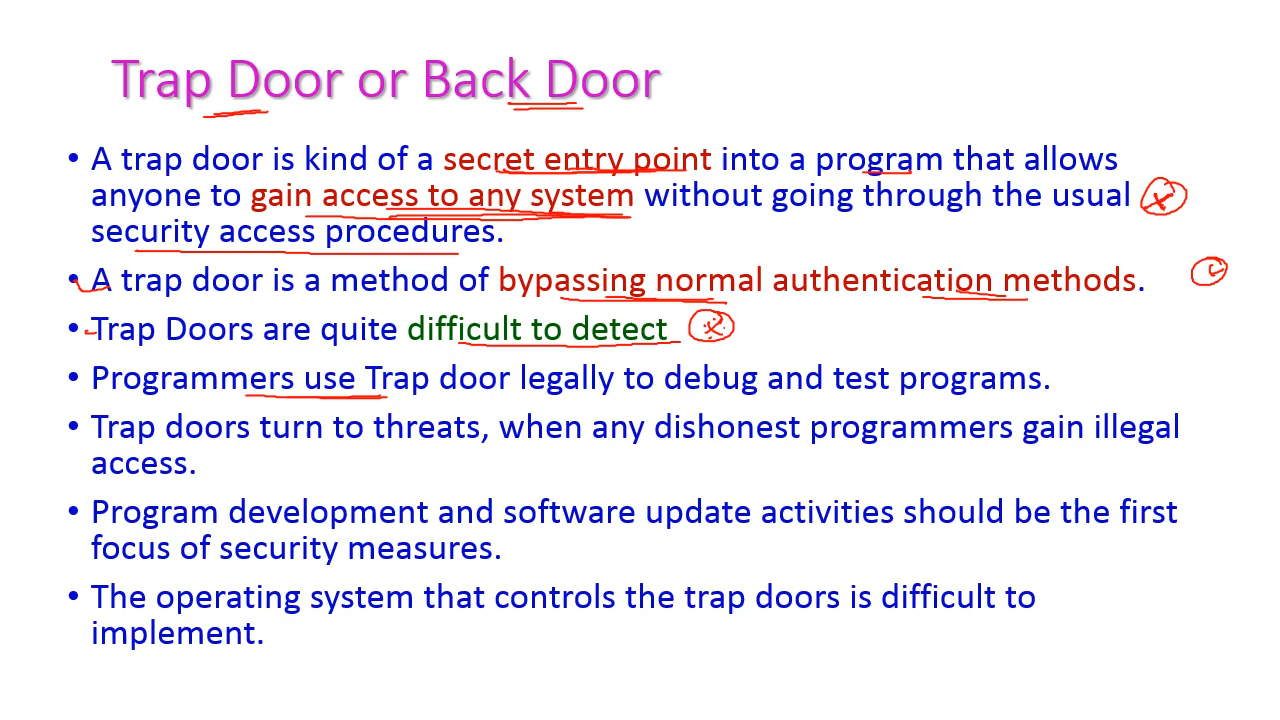 Trap Door or Back Door
• A trap door is kind of a secret entry point into a program that allows
anyone to gain access to any system without going through the usual
security access procedures.
• A trap door is a method of bypassing normal authentication methods.
• Trap Doors are quite difficult to detect
• Programmers use Trap door legally to debug and test programs.
• Trap doors turn to threats, when any dishonest programmers gain illegal
access.
• Program development and software update activities should be the first
focus of security measures.
• The operating system that controls the trap doors is difficult to
implement.